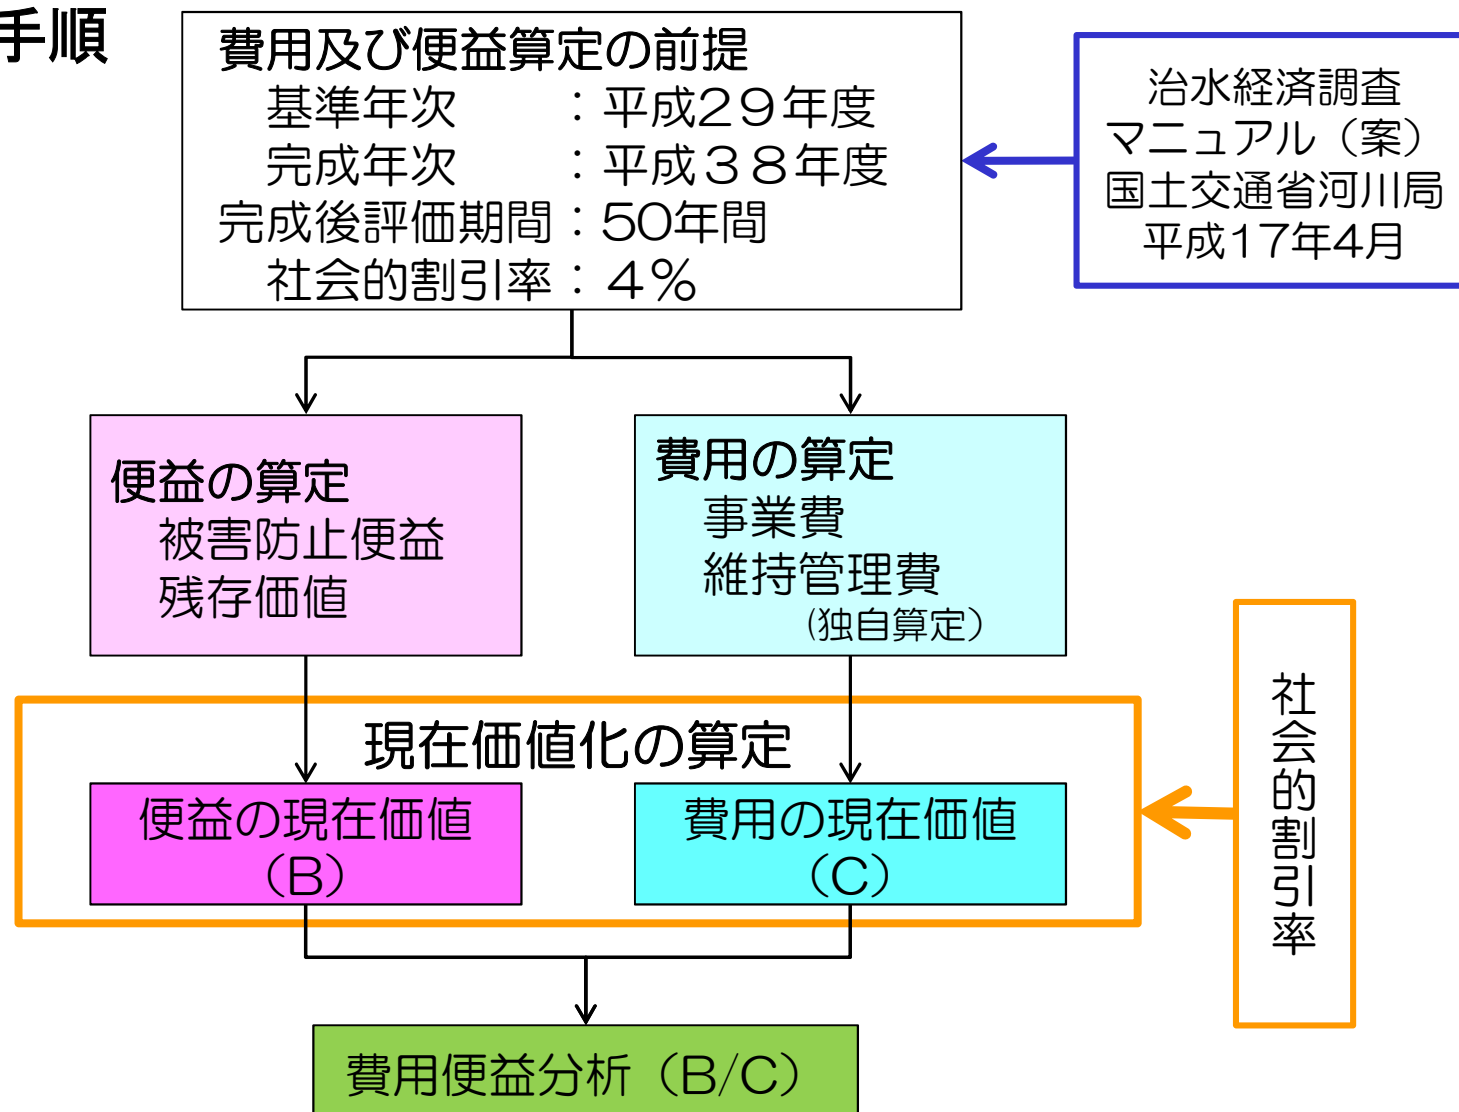 手順
費用及び便益算定の前提
基準年次　　：平成29年度
完成年次　　：平成38年度
完成後評価期間：50年間
社会的割引率：4%
治水経済調査
マニュアル（案）
国土交通省河川局
平成17年4月
便益の算定
被害防止便益
残存価値
費用の算定
事業費
維持管理費
(独自算定)
現在価値化の算定
便益の現在価値
（B）
費用の現在価値
（C）
社会的割引率
費用便益分析（B/C）